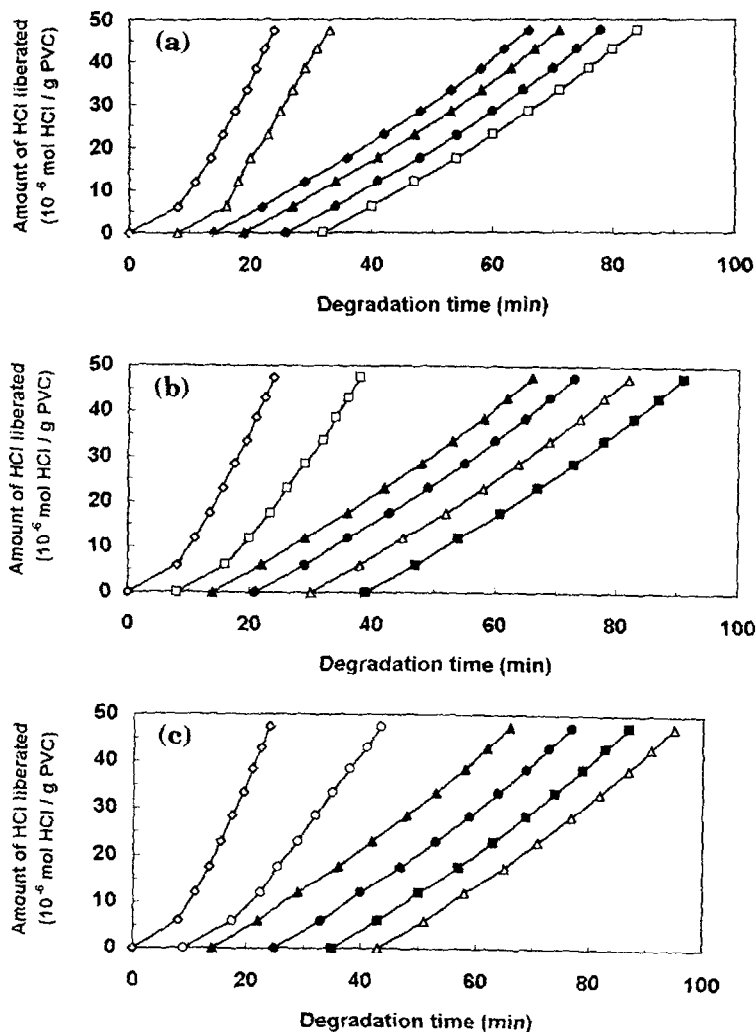 (a)
Amount of HCl liberated
(10⁻⁶ mol HCl / g PVC)
50
40
30
20
10
0
0 20 40 60 80 100
Degradation time (min)
(b)
Amount of HCl liberated
(10⁻⁶ mol HCl / g PVC)
50
40
30
20
10
0
0 20 40 60 80 100
Degradation time (min)
(c)
Amount of HCl liberated
(10⁻⁶ mol HCl / g PVC)
50
40
30
20
10
0
0 20 40 60 80 100
Degradation time (min)